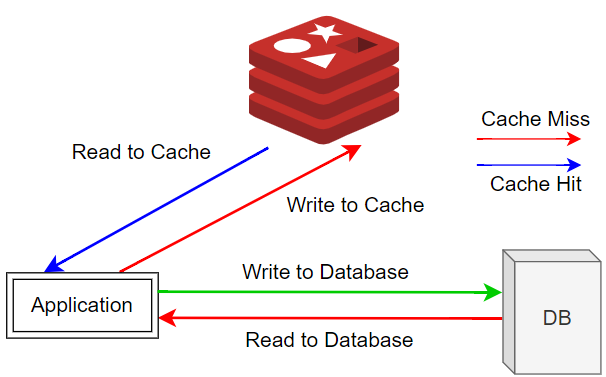 Cache Miss
Read to Cache
Cache Hit
Write to Cache
Write to Database
Application
DB
Read to Database